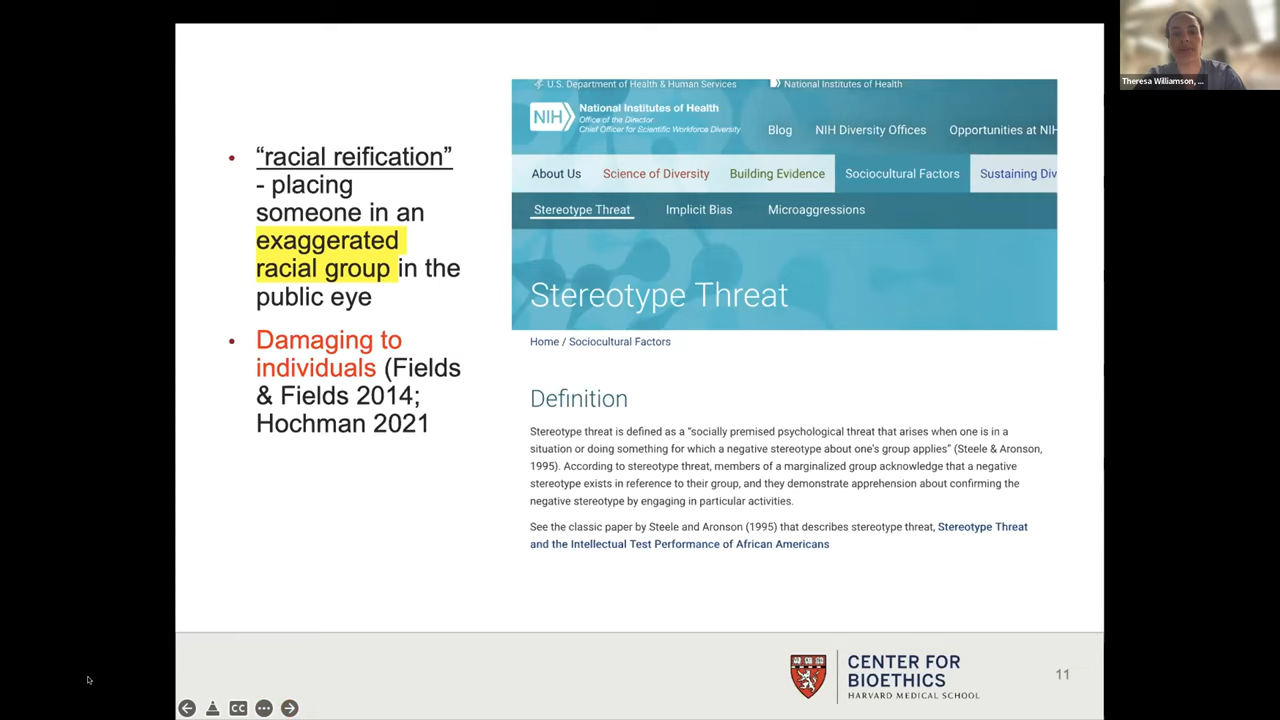 • “racial reification”
- placing
someone in an
exaggerated
racial group in the
public eye
• Damaging to
individuals (Fields
& Fields 2014;
Hochman 2021
U.S. Department of Health & Human Services
National Institutes of Health
NIH
National Institutes of Health
Office of the Director
Chief Officer for Scientific Workforce Diversity
Blog NIH Diversity Offices Opportunities at NIH
About Us Science of Diversity Building Evidence Sociocultural Factors Sustaining Div
Stereotype Threat Implicit Bias Microaggressions
Stereotype Threat
Home / Sociocultural Factors
Definition
Stereotype threat is defined as a “socially premised psychological threat that arises when one is in a
situation or doing something for which a negative stereotype about one's group applies” (Steele & Aronson,
1995). According to stereotype threat, members of a marginalized group acknowledge that a negative
stereotype exists in reference to their group, and they demonstrate apprehension about confirming the
negative stereotype by engaging in particular activities.
See the classic paper by Steele and Aronson (1995) that describes stereotype threat, Stereotype Threat
and the Intellectual Test Performance of African Americans
CENTER FOR
BIOETHICS
HARVARD MEDICAL SCHOOL
11
CC
Theresa Williamson, ...